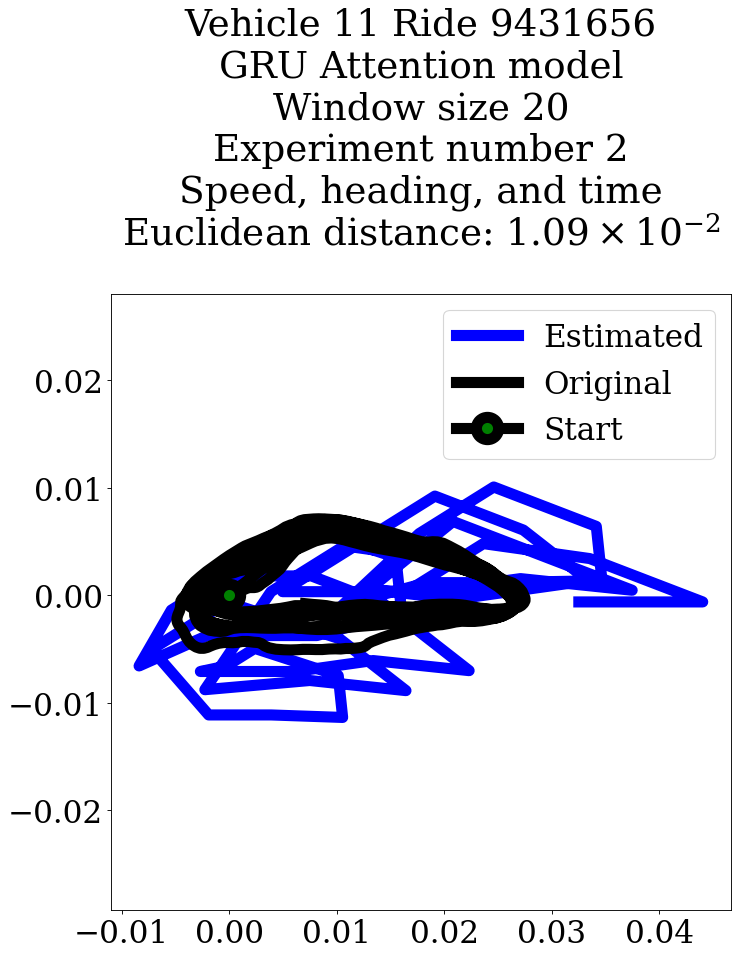 Vehicle 11 Ride 9431656
GRU Attention model
Window size 20
Experiment number 2
Speed, heading, and time
Euclidean distance: 1.09 × 10⁻²
Estimated
Original
Start
0.02
0.01
0.00
−0.01
−0.02
−0.01 0.00 0.01 0.02 0.03 0.04